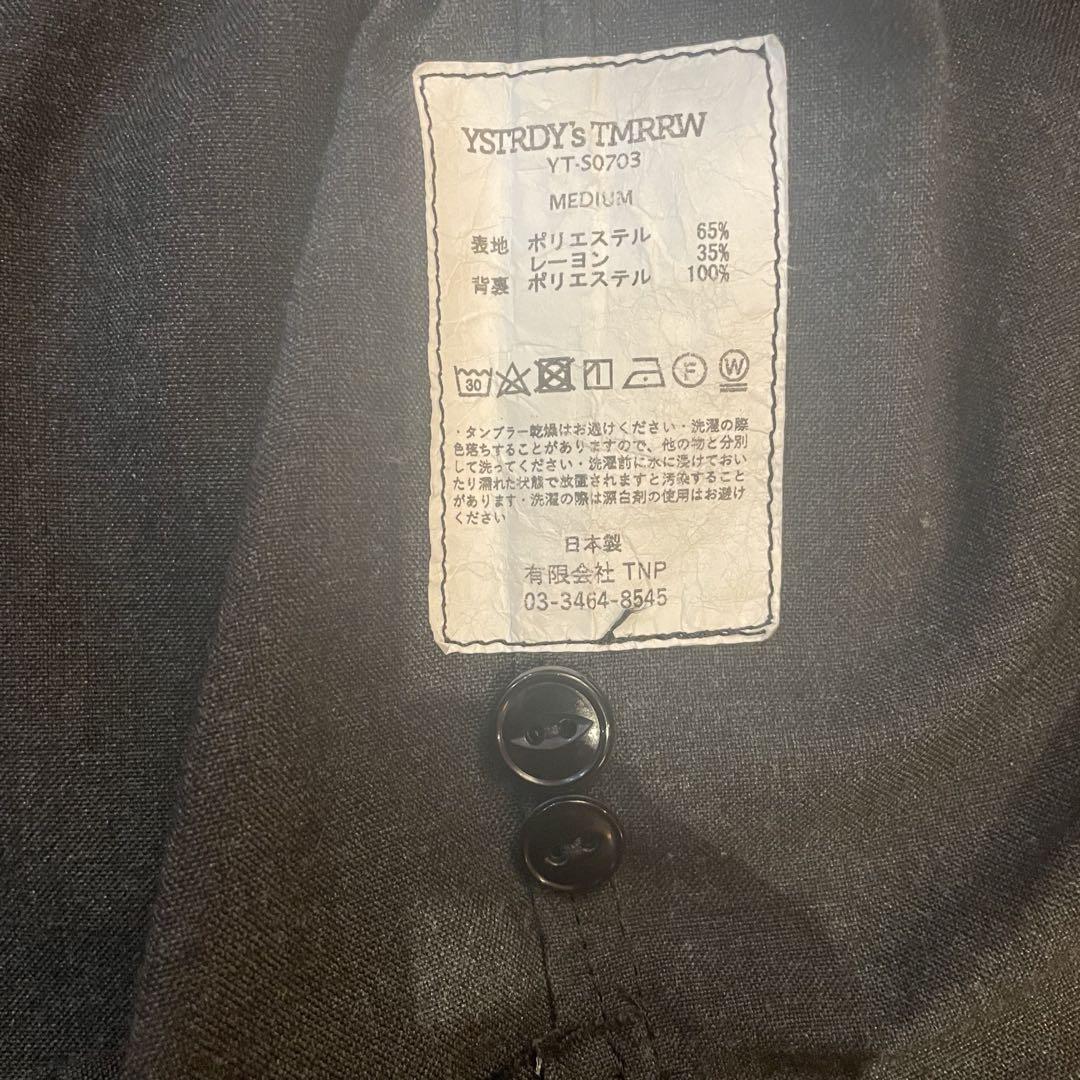 YSTRDY's TMRRW
YT-S0703
MEDIUM
表地 ポリエステル 65%
レーヨン 35%
背裏 ポリエステル 100%
30 F W
・タンブラー乾燥はお避けください・洗濯の際
色落ちすることがありますので、他の物と分別
して洗ってください・洗濯前に水に浸けておい
たり濡れた状態で放置されますと汚染すること
があります・洗濯の際は漂白剤の使用はお避け
ください
日本製
有限会社 TNP
03-3464-8545